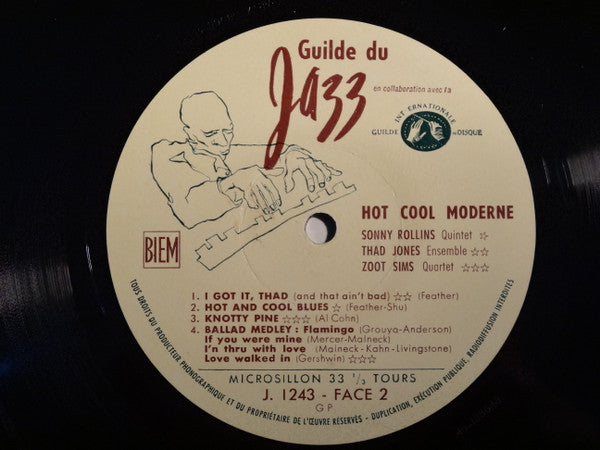 Guilde du
Jazz
en collaboration avec la
INTERNATIONALE
GUILDE DU DISQUE
HOT COOL MODERNE
SONNY ROLLINS Quintet ☆
THAD JONES Ensemble ☆☆
ZOOT SIMS Quartet ☆☆☆
BIEM
1. I GOT IT, THAD (and that ain't bad) ☆☆ (Feather)
2. HOT AND COOL BLUES ☆ (Feather-Shu)
3. KNOTTY PINE ☆☆☆ (Al Cohn)
4. BALLAD MEDLEY : Flamingo (Grouya-Anderson)
If you were mine (Mercer-Malneck)
I'n thru with love (Malneck-Kahn-Livingstone)
Love walked in (Gershwin) ☆☆☆
MICROSILLON 33 1/3 TOURS
J. 1243 - FACE 2
GP
TOUS DROITS DU PRODUCTEUR PHONOGRAPHIQUE ET DU PROPRIÉTAIRE DE L'ŒUVRE RÉSERVÉS - DUPLICATION, EXÉCUTION PUBLIQUE, RADIODIFFUSION INTERDITES